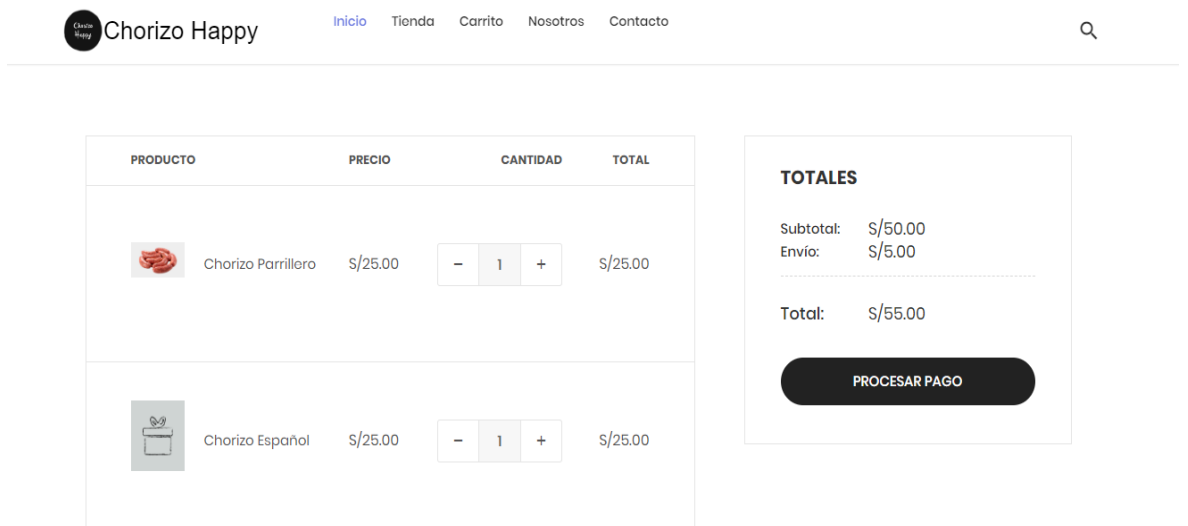 Chorizo Happy
Chorizo Happy
Inicio Tienda Carrito Nosotros Contacto
PRODUCTO PRECIO CANTIDAD TOTAL
Chorizo Parrillero S/25.00 − 1 + S/25.00
Chorizo Español S/25.00 − 1 + S/25.00
TOTALES
Subtotal: S/50.00
Envío: S/5.00
Total: S/55.00
PROCESAR PAGO